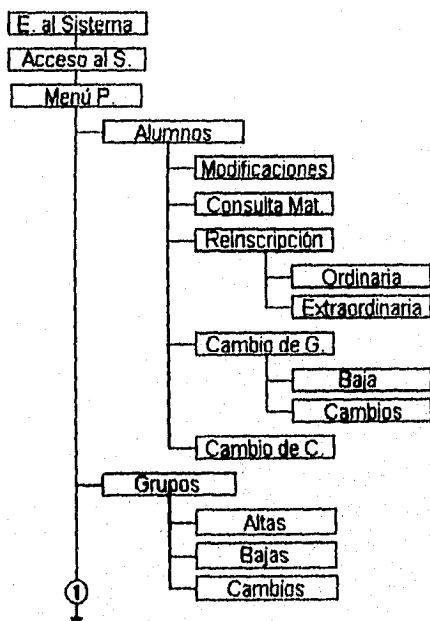 E. al Sistema
Acceso al S.
Menú P.
Alumnos
Modificaciones
Consulta Mat.
Reinscripción
Ordinaria
Extraordinaria
Cambio de G.
Baja
Cambios
Cambio de C.
Grupos
Altas
Bajas
Cambios
1